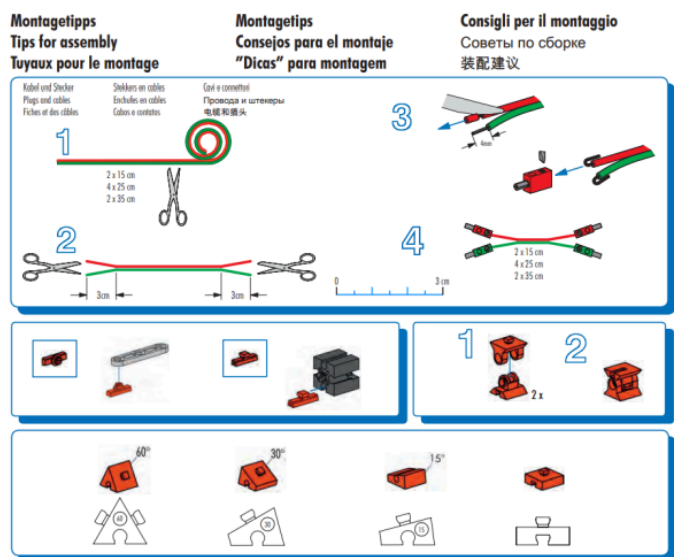 Montagetipps
Tips for assembly
Tuyaux pour le montage
Montagetips
Consejos para el montaje
"Dicas" para montagem
Consigli per il montaggio
Советы по сборке
装配建议
Kabel und Stecker
Plugs and cables
Fiches et des câbles
Stekkers en cables
Enchufes en cables
Cabos e contatos
Cavi e connettori
Провода и штекеры
电缆和插头
1
2 x 15 cm
4 x 25 cm
2 x 35 cm
2
3cm
3cm
3
4mm
4
2 x 15 cm
4 x 25 cm
2 x 35 cm
0
3 cm
1
2 x
2
60°
30°
15°
60
30
15